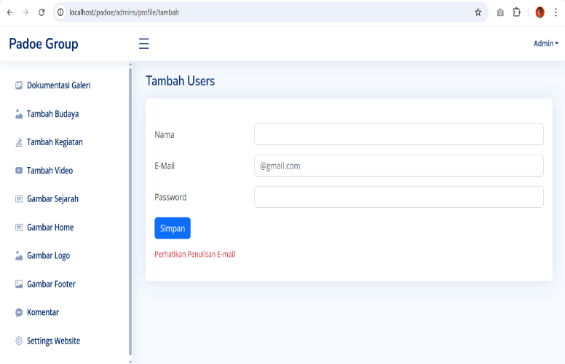 localhost/padoe/admins/profile/tambah
Padoe Group
Admin
Dokumentasi Galeri
Tambah Budaya
Tambah Kegiatan
Tambah Video
Gambar Sejarah
Gambar Home
Gambar Logo
Gambar Footer
Komentar
Settings Website
Tambah Users
Nama
E-Mail
@gmail.com
Password
Simpan
Perhatikan Penulisan E-mail